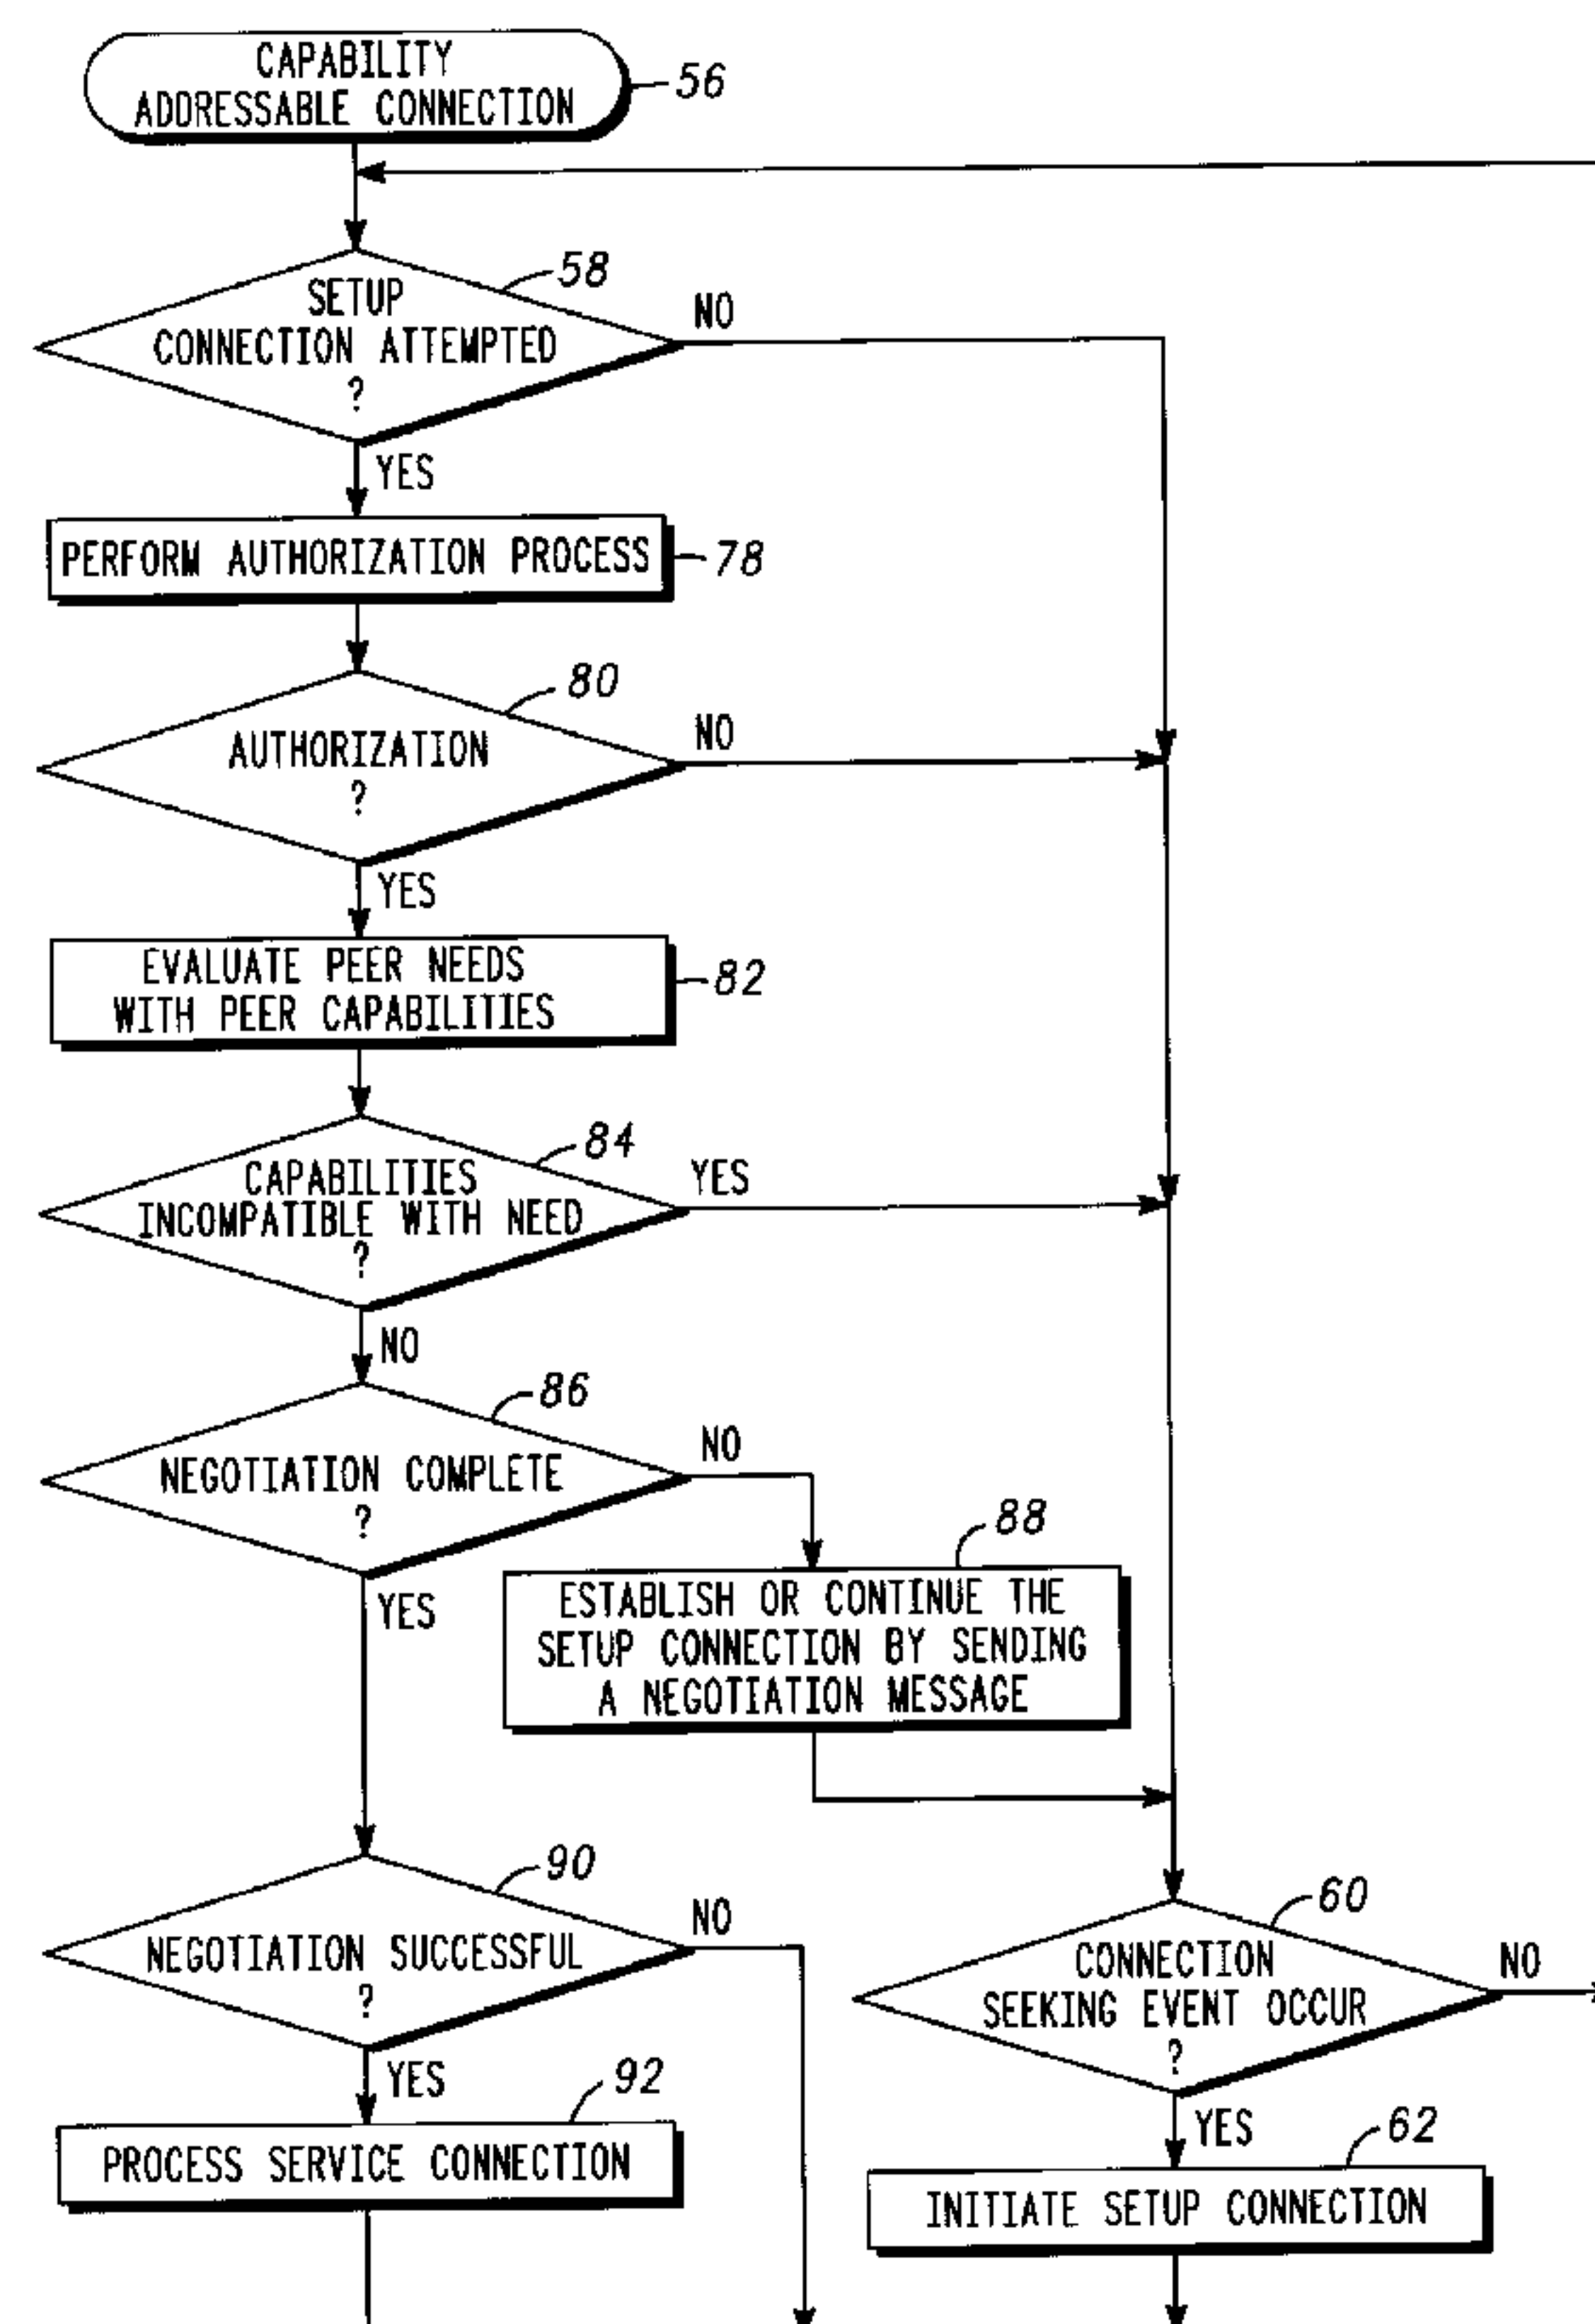 CAPABILITY
ADDRESSABLE CONNECTION
56
58
SETUP
CONNECTION ATTEMPTED
?
NO
YES
PERFORM AUTHORIZATION PROCESS
78
80
AUTHORIZATION
?
NO
YES
EVALUATE PEER NEEDS
WITH PEER CAPABILITIES
82
84
CAPABILITIES
INCOMPATIBLE WITH NEED
?
YES
NO
86
NEGOTIATION COMPLETE
?
NO
YES
88
ESTABLISH OR CONTINUE THE
SETUP CONNECTION BY SENDING
A NEGOTIATION MESSAGE
90
NEGOTIATION SUCCESSFUL
?
NO
YES
60
CONNECTION
SEEKING EVENT OCCUR
?
NO
YES
92
PROCESS SERVICE CONNECTION
62
INITIATE SETUP CONNECTION